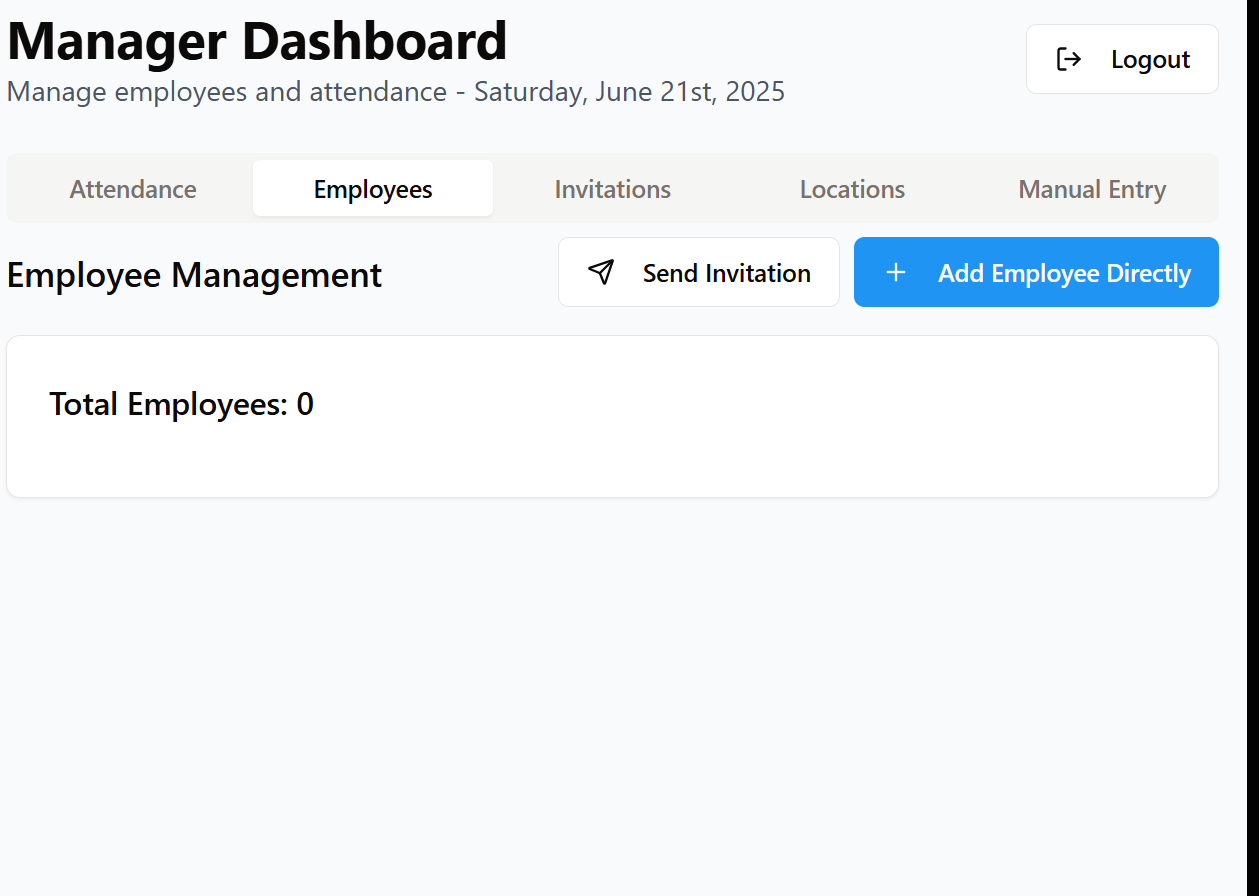 Manager Dashboard
Logout
Manage employees and attendance - Saturday, June 21st, 2025
Attendance
Employees
Invitations
Locations
Manual Entry
Employee Management
Send Invitation
Add Employee Directly
Total Employees: 0